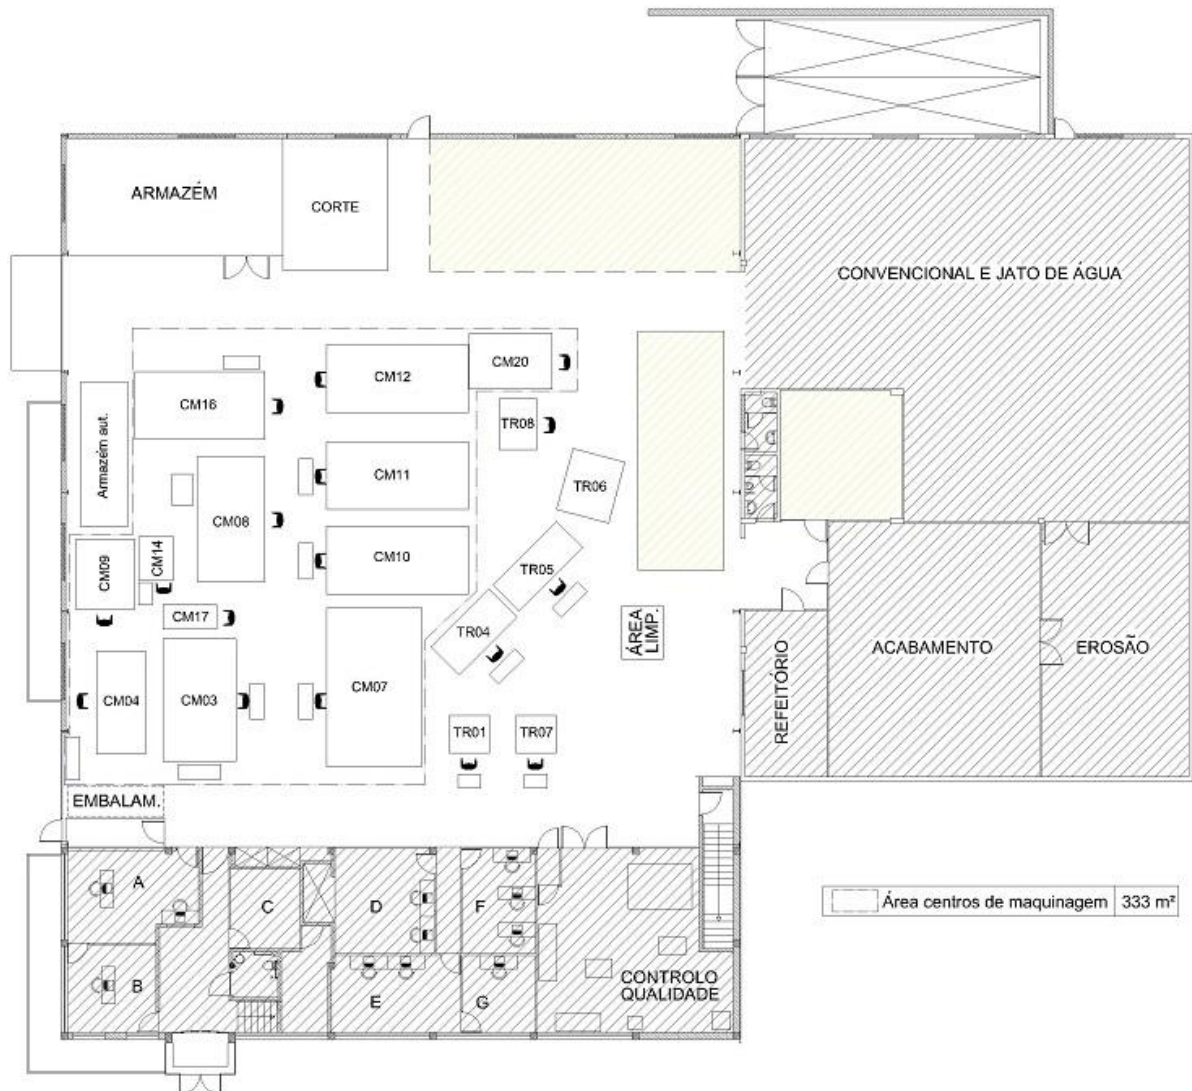 ARMAZÉM
CORTE
CONVENCIONAL E JATO DE ÁGUA
CM20
CM12
CM16
TR08
Armazém aut.
CM11
TR06
CM08
CM14
CM09
CM10
TR05
CM17
TR04
ÁREA
LIMP.
REFEITÓRIO
ACABAMENTO
EROSÃO
CM04
CM03
CM07
TR01
TR07
EMBALAM.
A
C
D
F
Área centros de maquinagem 333 m²
B
E
G
CONTROLO
QUALIDADE